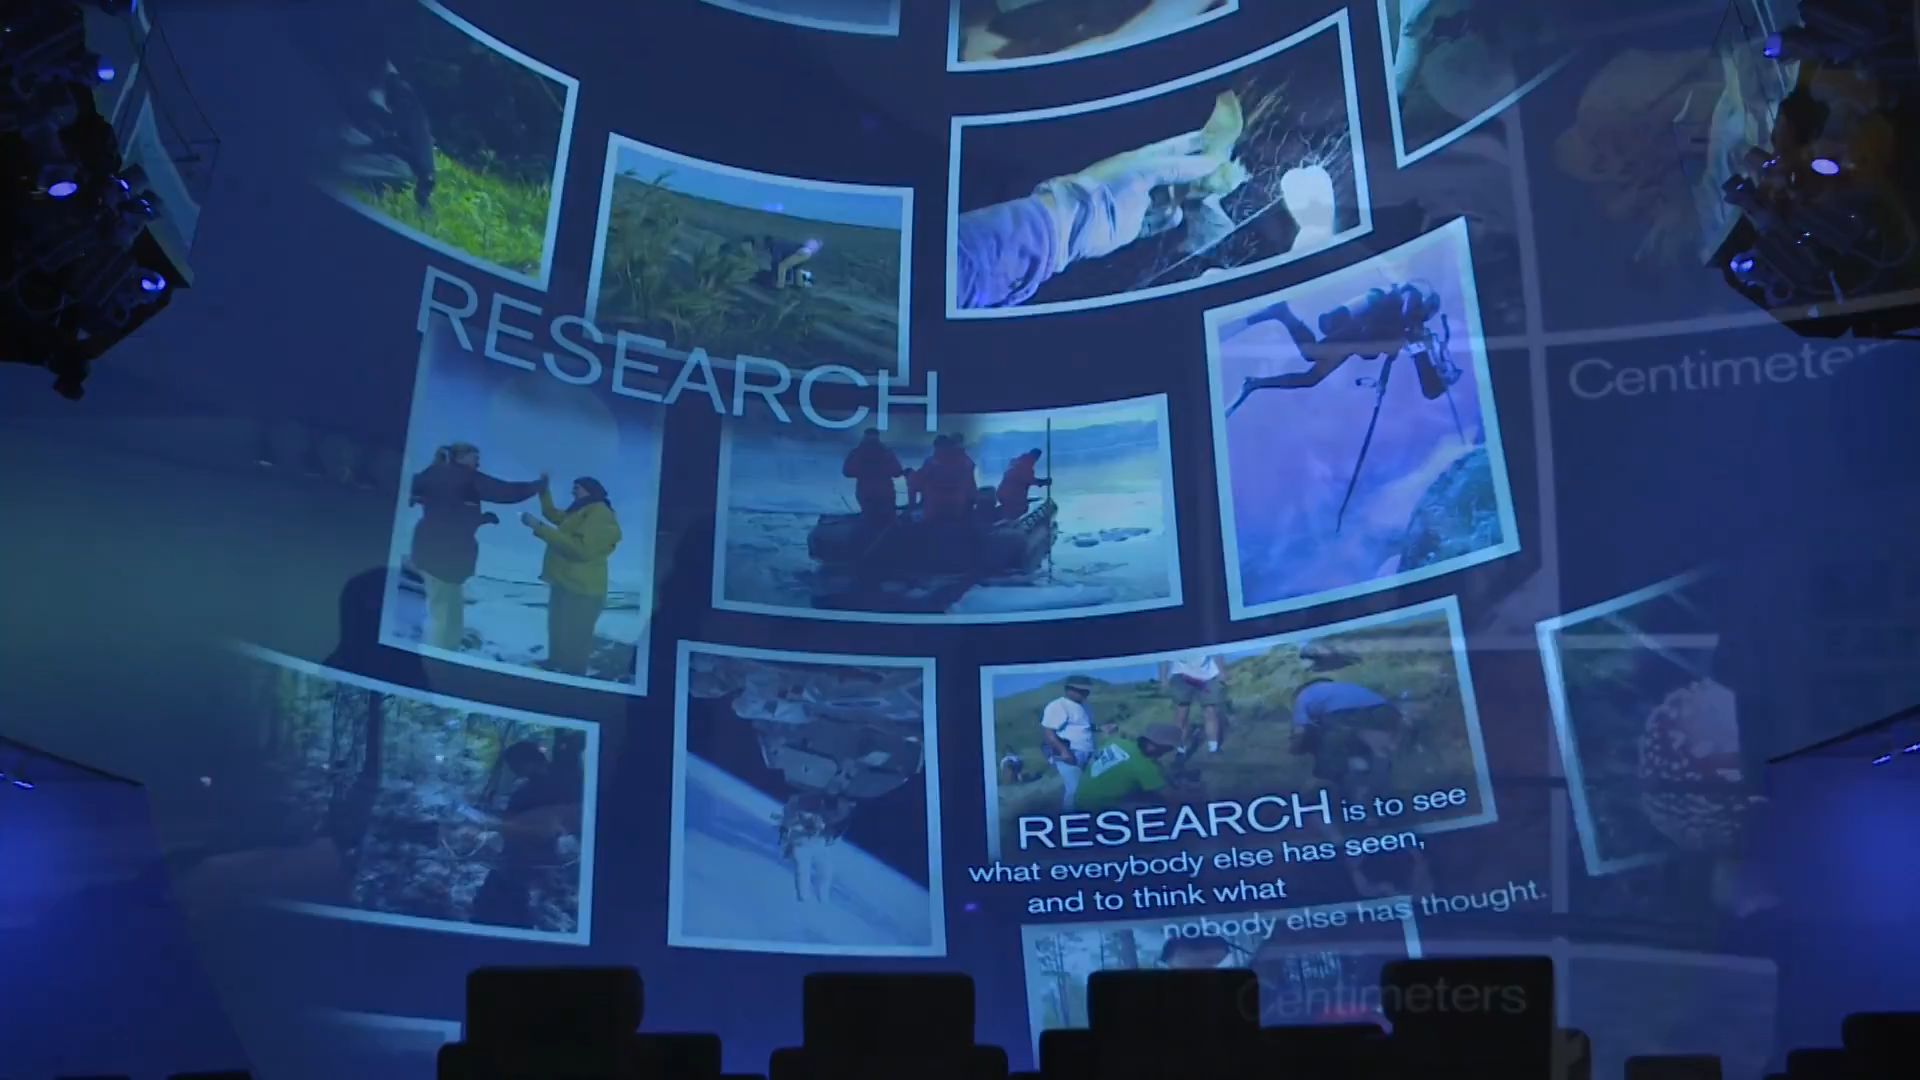 RESEARCH
Centimeter
RESEARCH is to see
what everybody else has seen,
and to think what
nobody else has thought.
Centimeters